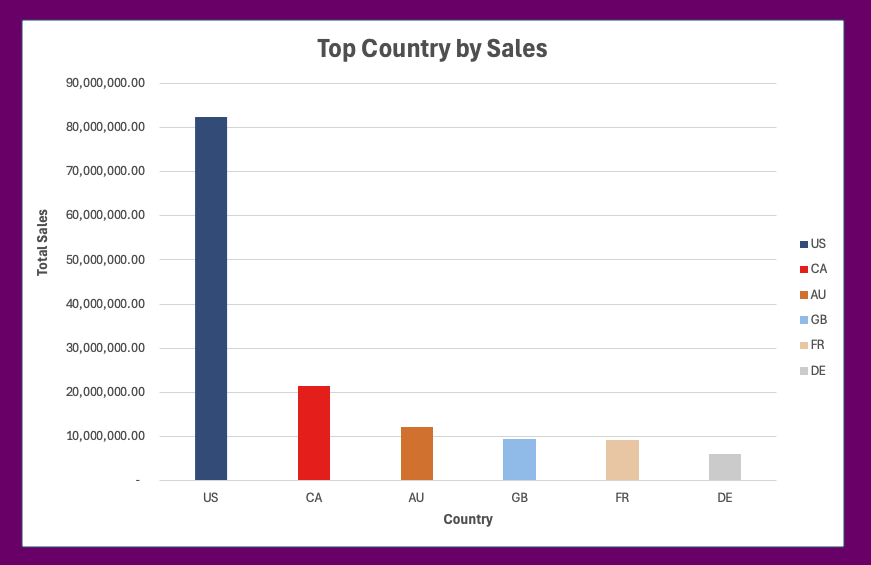 Top Country by Sales
90,000,000.00
80,000,000.00
70,000,000.00
60,000,000.00
50,000,000.00
40,000,000.00
30,000,000.00
20,000,000.00
10,000,000.00
-
Total Sales
US
CA
AU
GB
FR
DE
US CA AU GB FR DE
Country